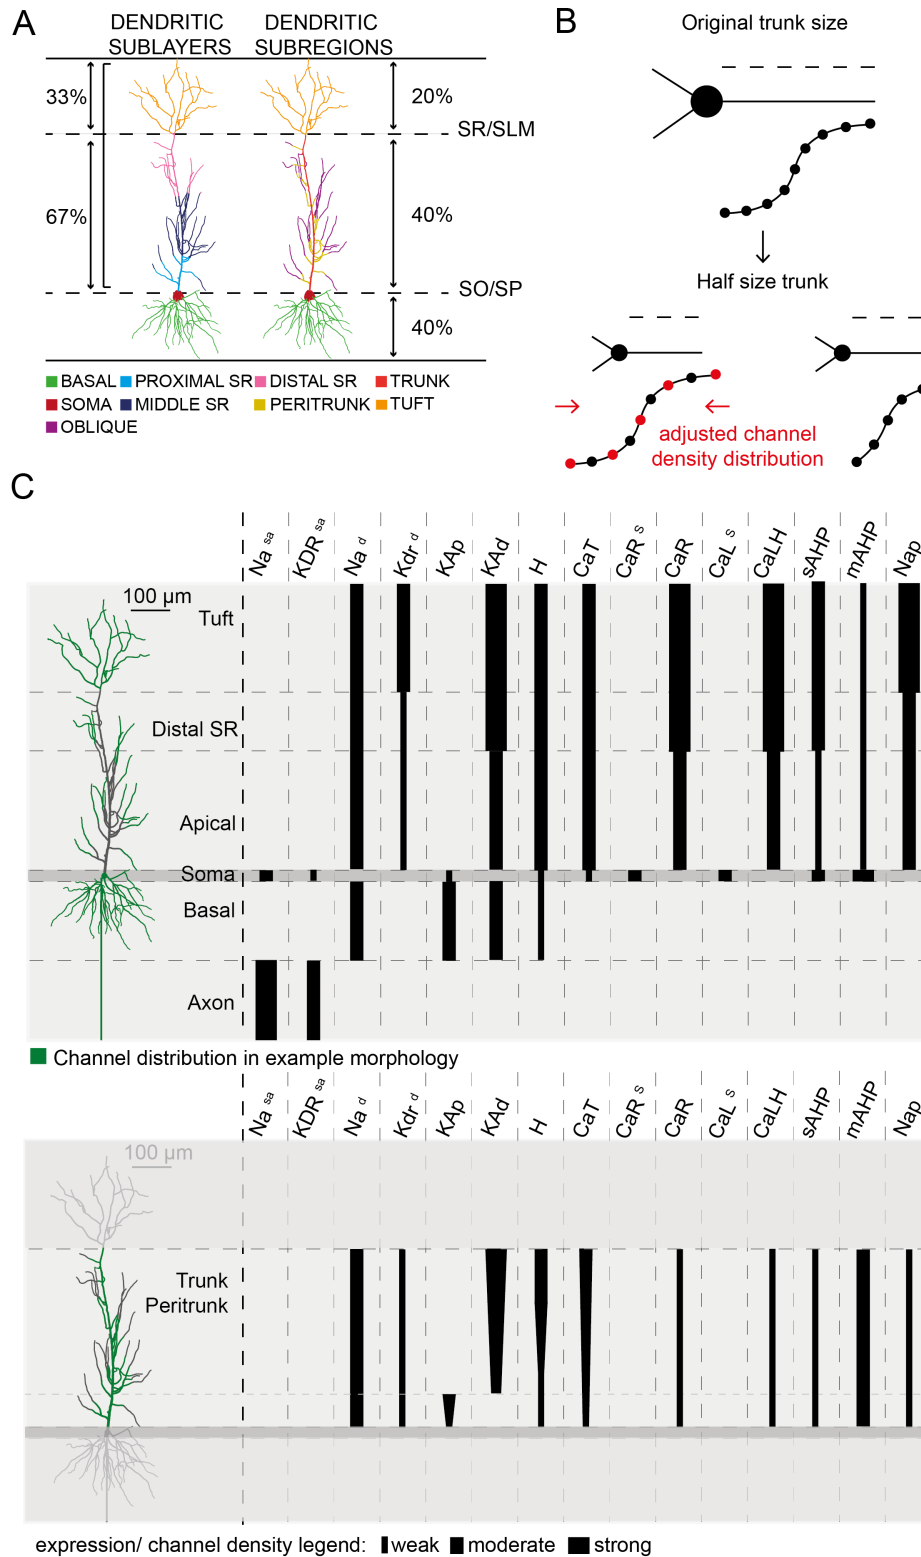 A
DENDRITIC SUBLAYERS
DENDRITIC SUBREGIONS
33%
20%
SR/SLM
67%
40%
SO/SP
40%
BASAL PROXIMAL SR DISTAL SR TRUNK
SOMA MIDDLE SR PERITRUNK TUFT
OBLIQUE
B
Original trunk size
Half size trunk
adjusted channel
density distribution
C
Na sa KDR sa Na d Kdr d KAp KAd H CaT CaR S CaR CaL S CaLH sAHP mAHP Nap
100 µm
Tuft
Distal SR
Apical
Soma
Basal
Axon
Channel distribution in example morphology
Na sa KDR sa Na d Kdr d KAp KAd H CaT CaR S CaR CaL S CaLH sAHP mAHP Nap
100 µm
Trunk
Peritrunk
expression/ channel density legend: weak moderate strong